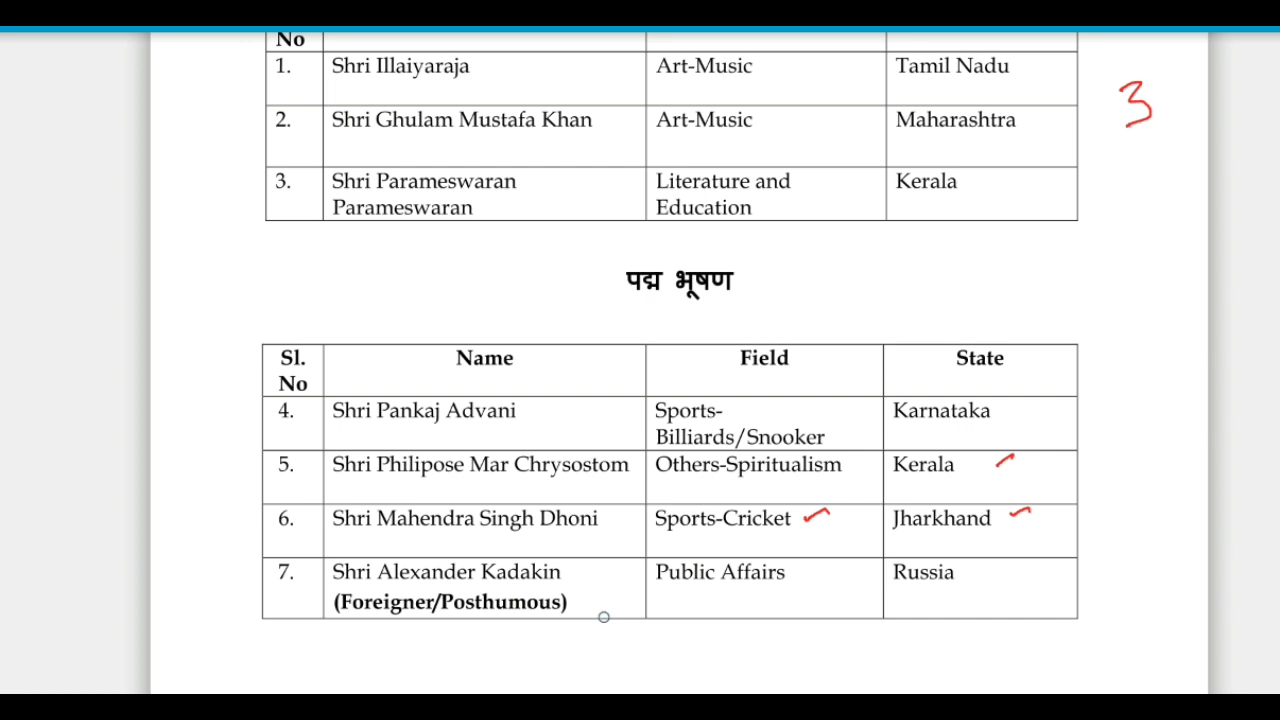 No
1. Shri Illaiyaraja Art-Music Tamil Nadu
3
2. Shri Ghulam Mustafa Khan Art-Music Maharashtra
3. Shri Parameswaran Literature and Kerala
Parameswaran Education
पद्म भूषण
Sl. Name Field State
No
4. Shri Pankaj Advani Sports- Karnataka
Billiards/Snooker
5. Shri Philipose Mar Chrysostom Others-Spiritualism Kerala
6. Shri Mahendra Singh Dhoni Sports-Cricket Jharkhand
7. Shri Alexander Kadakin Public Affairs Russia
(Foreigner/Posthumous)